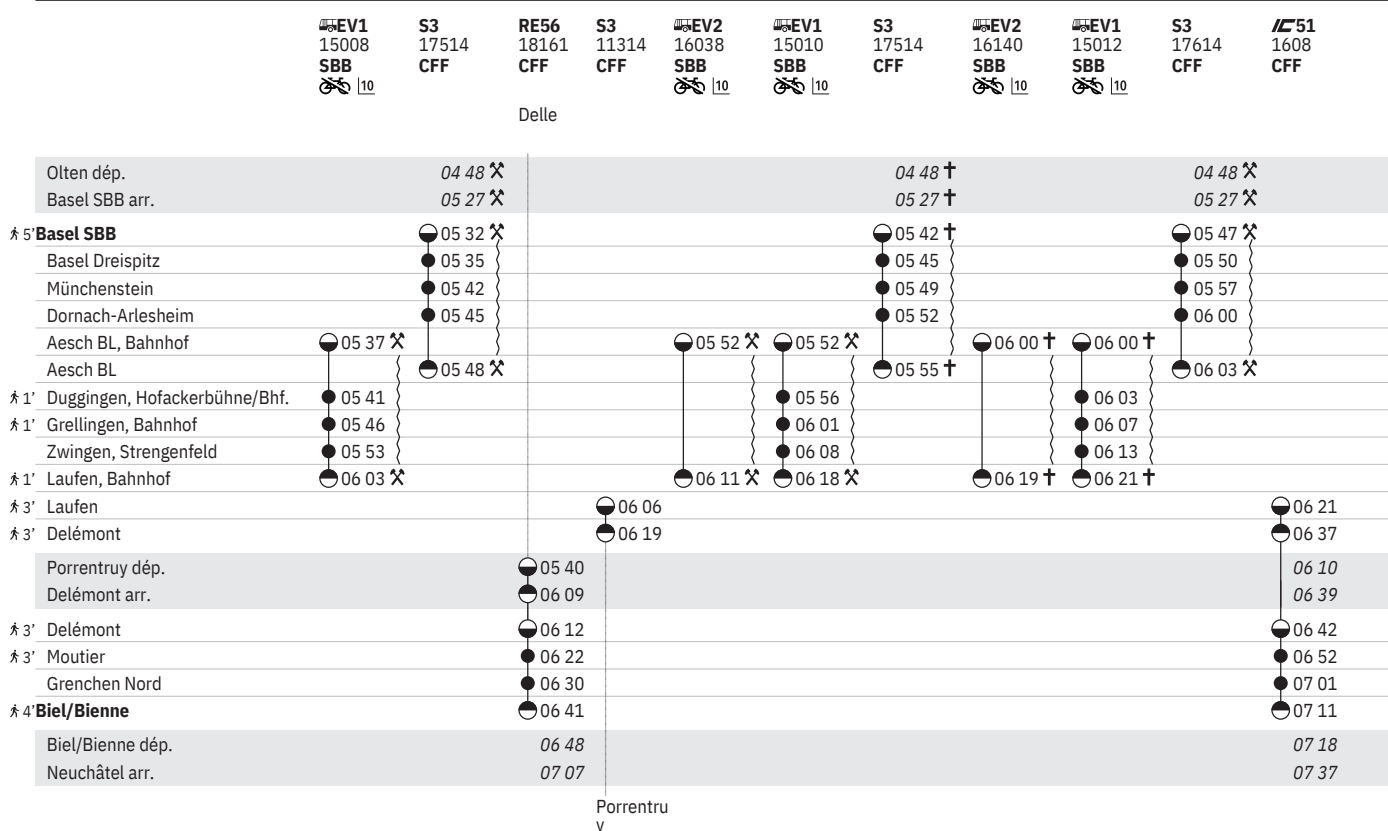 EV1 S3 RE56 S3 EV2 EV1 S3 EV2 EV1 S3 IC51
15008 17514 18161 11314 16038 15010 17514 16140 15012 17614 1608
SBB CFF CFF CFF SBB SBB CFF SBB SBB CFF CFF
10 10 10 10 10
Delle
Olten dép. 04 48 04 48 04 48
Basel SBB arr. 05 27 05 27 05 27
5' Basel SBB 05 32 05 42 05 47
Basel Dreispitz 05 35 05 45 05 50
Münchenstein 05 42 05 49 05 57
Dornach-Arlesheim 05 45 05 52 06 00
Aesch BL, Bahnhof 05 37 05 52 05 52 06 00 06 00
Aesch BL 05 48 05 55 06 03
1' Duggingen, Hofackerbühne/Bhf. 05 41 05 56 06 03
1' Grellingen, Bahnhof 05 46 06 01 06 07
Zwingen, Strengenfeld 05 53 06 08 06 13
1' Laufen, Bahnhof 06 03 06 11 06 18 06 19 06 21
3' Laufen 06 06 06 21
3' Delémont 06 19 06 37
Porrentruy dép. 05 40 06 10
Delémont arr. 06 09 06 39
3' Delémont 06 12 06 42
3' Moutier 06 22 06 52
Grenchen Nord 06 30 07 01
4' Biel/Bienne 06 41 07 11
Biel/Bienne dép. 06 48 07 18
Neuchâtel arr. 07 07 07 37
Porrentru
y